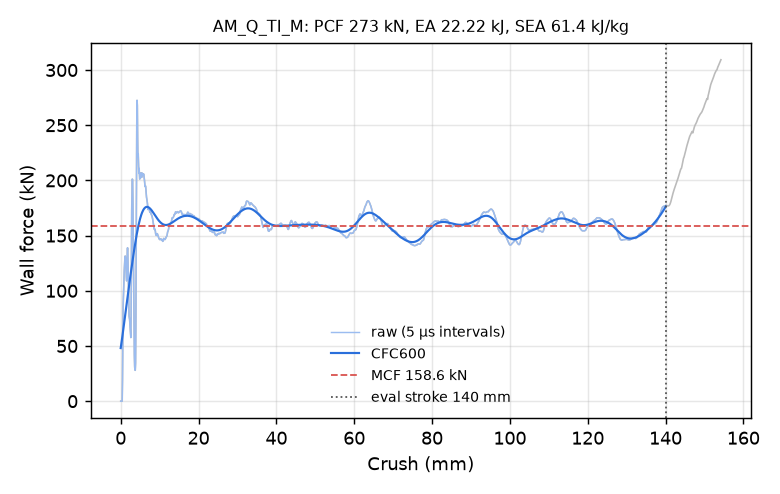 AM_Q_TI_M: PCF 273 kN, EA 22.22 kJ, SEA 61.4 kJ/kg
Wall force (kN)
300
250
200
150
100
50
0
raw (5 µs intervals)
CFC600
MCF 158.6 kN
eval stroke 140 mm
0 20 40 60 80 100 120 140 160
Crush (mm)